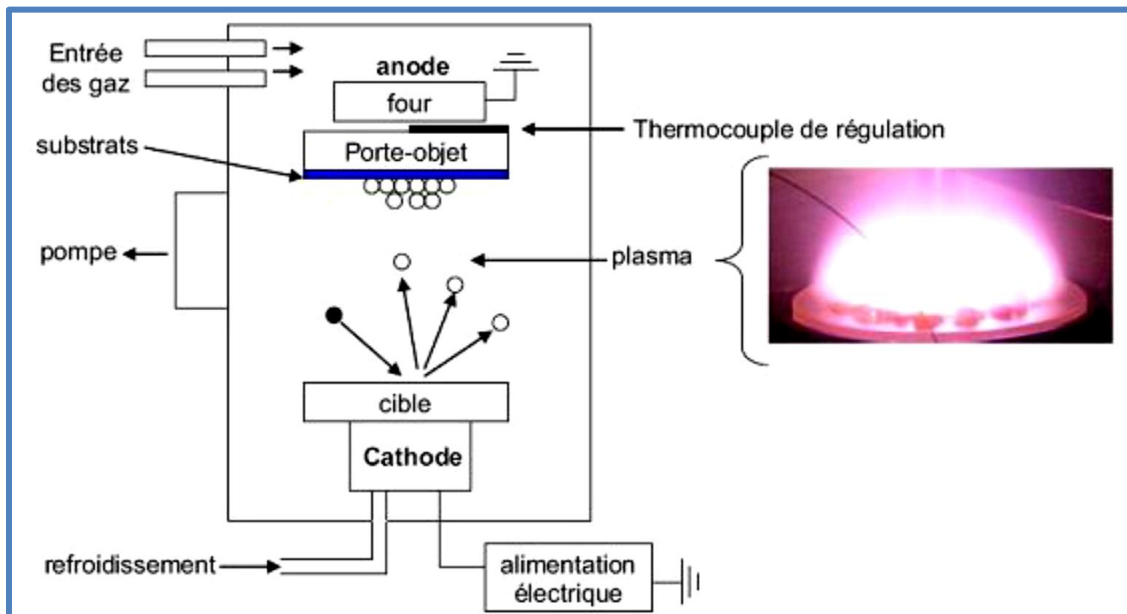 Entrée
des gaz
anode
four
substrats
Thermocouple de régulation
Porte-objet
pompe
plasma
cible
Cathode
refroidissement
alimentation
électrique